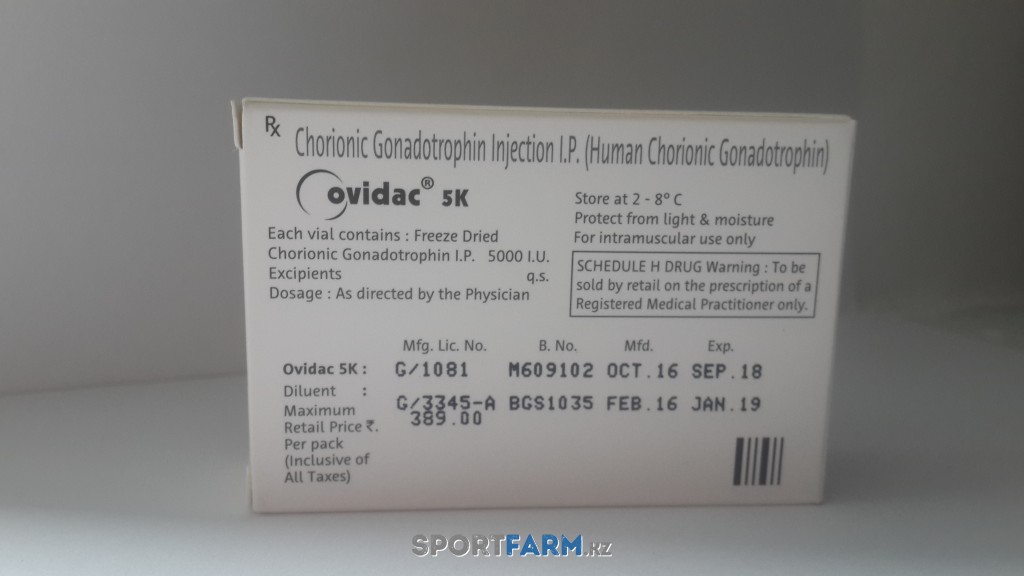 Rx Chorionic Gonadotrophin Injection I.P. (Human Chorionic Gonadotrophin)
Ovidac® 5K
Each vial contains : Freeze Dried
Chorionic Gonadotrophin I.P. 5000 I.U.
Excipients q.s.
Dosage : As directed by the Physician
Store at 2 - 8° C
Protect from light & moisture
For intramuscular use only
SCHEDULE H DRUG Warning : To be
sold by retail on the prescription of a
Registered Medical Practitioner only.
Mfg. Lic. No. B. No. Mfd. Exp.
Ovidac 5K : G/1081 M609102 OCT.16 SEP.18
Diluent : G/3345-A BGS1035 FEB.16 JAN.19
Maximum 389.00
Retail Price ₹.
Per pack
(Inclusive of
All Taxes)
SPORTFARM.KZ